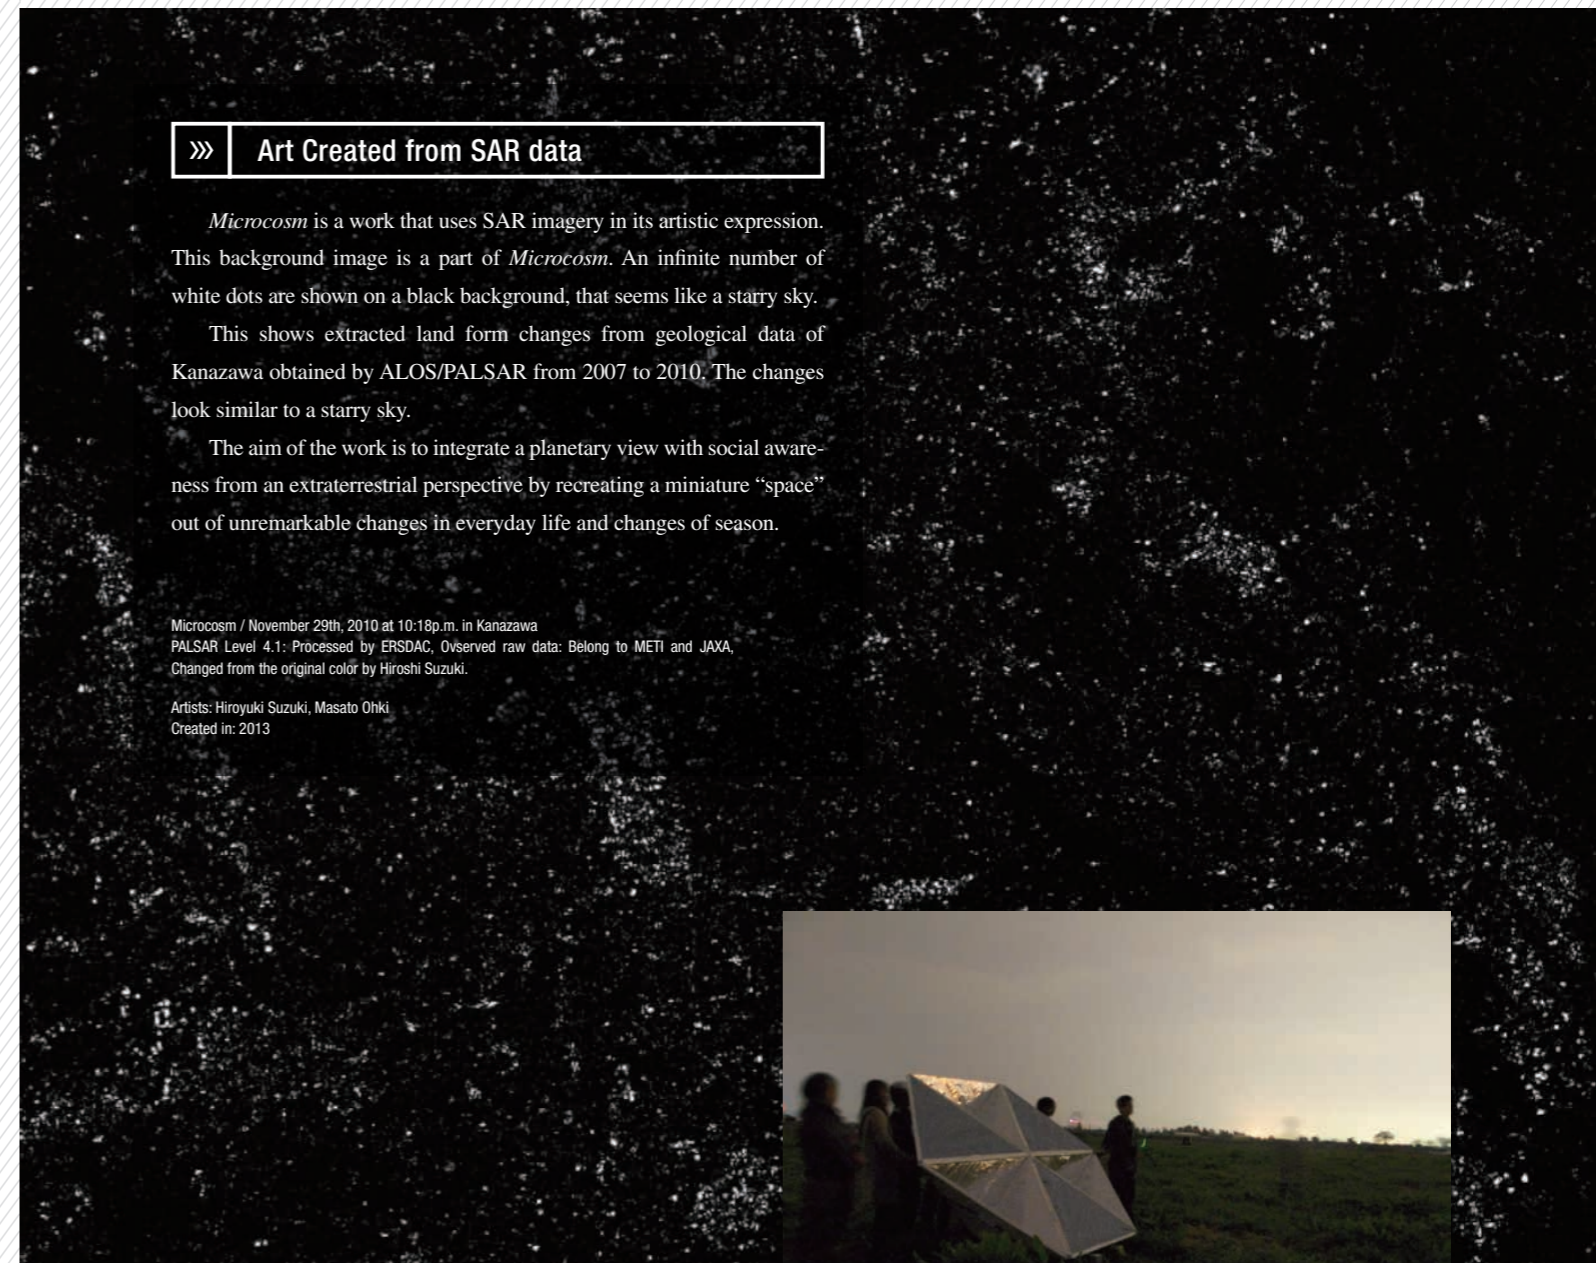 »› Art Created from SAR data
Microcosm is a work that uses SAR imagery in its artistic expression.
This background image is a part of Microcosm. An infinite number of
white dots are shown on a black background, that seems like a starry sky.
This shows extracted land form changes from geological data of
Kanazawa obtained by ALOS/PALSAR from 2007 to 2010. The changes
look similar to a starry sky.
The aim of the work is to integrate a planetary view with social aware-
ness from an extraterrestrial perspective by recreating a miniature “space”
out of unremarkable changes in everyday life and changes of season.
Microcosm / November 29th, 2010 at 10:18p.m. in Kanazawa
PALSAR Level 4.1: Processed by ERSDAC, Ovserved raw data: Belong to METI and JAXA,
Changed from the original color by Hiroshi Suzuki.
Artists: Hiroyuki Suzuki, Masato Ohki
Created in: 2013